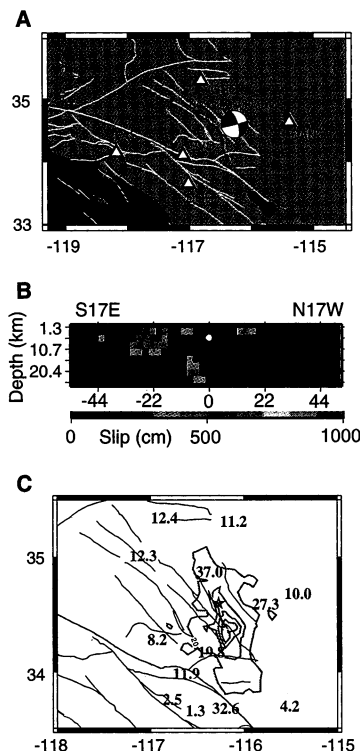 A
35
33
-119 -117 -115
B
S17E N17W
Depth (km)
1.3
10.7
20.4
-44 -22 0 22 44
0 Slip (cm) 500 1000
C
12.4 11.2
35
12.3
37.0
10.0
27.3
8.2
19.8
34
11.9
2.5
1.3 32.6 4.2
-118 -117 -116 -115